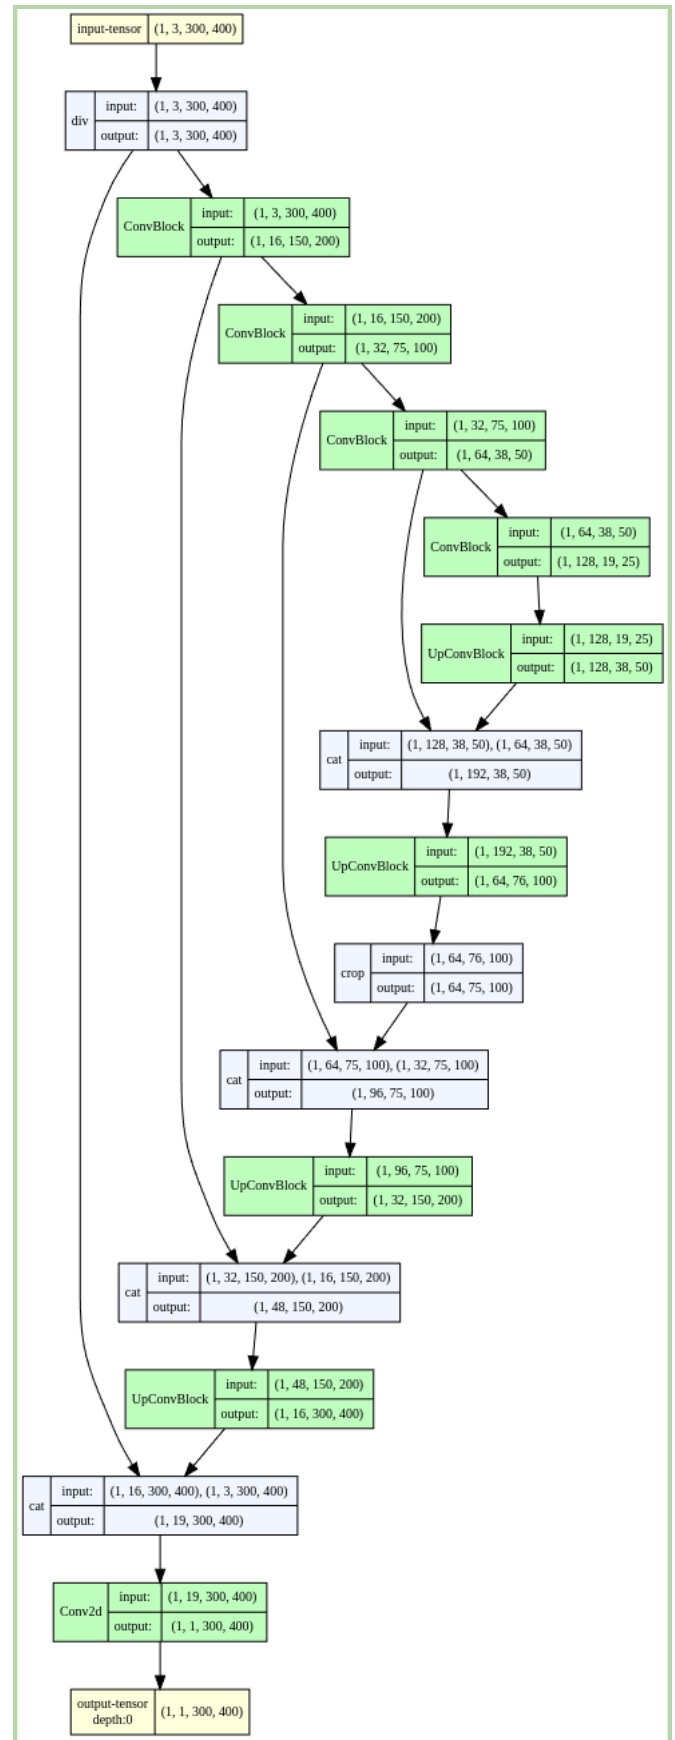 input-tensor (1, 3, 300, 400)
div
input: (1, 3, 300, 400)
output: (1, 3, 300, 400)
ConvBlock
input: (1, 3, 300, 400)
output: (1, 16, 150, 200)
ConvBlock
input: (1, 16, 150, 200)
output: (1, 32, 75, 100)
ConvBlock
input: (1, 32, 75, 100)
output: (1, 64, 38, 50)
ConvBlock
input: (1, 64, 38, 50)
output: (1, 128, 19, 25)
UpConvBlock
input: (1, 128, 19, 25)
output: (1, 128, 38, 50)
cat
input: (1, 128, 38, 50), (1, 64, 38, 50)
output: (1, 192, 38, 50)
UpConvBlock
input: (1, 192, 38, 50)
output: (1, 64, 76, 100)
crop
input: (1, 64, 76, 100)
output: (1, 64, 75, 100)
cat
input: (1, 64, 75, 100), (1, 32, 75, 100)
output: (1, 96, 75, 100)
UpConvBlock
input: (1, 96, 75, 100)
output: (1, 32, 150, 200)
cat
input: (1, 32, 150, 200), (1, 16, 150, 200)
output: (1, 48, 150, 200)
UpConvBlock
input: (1, 48, 150, 200)
output: (1, 16, 300, 400)
cat
input: (1, 16, 300, 400), (1, 3, 300, 400)
output: (1, 19, 300, 400)
Conv2d
input: (1, 19, 300, 400)
output: (1, 1, 300, 400)
output-tensor
depth:0
(1, 1, 300, 400)